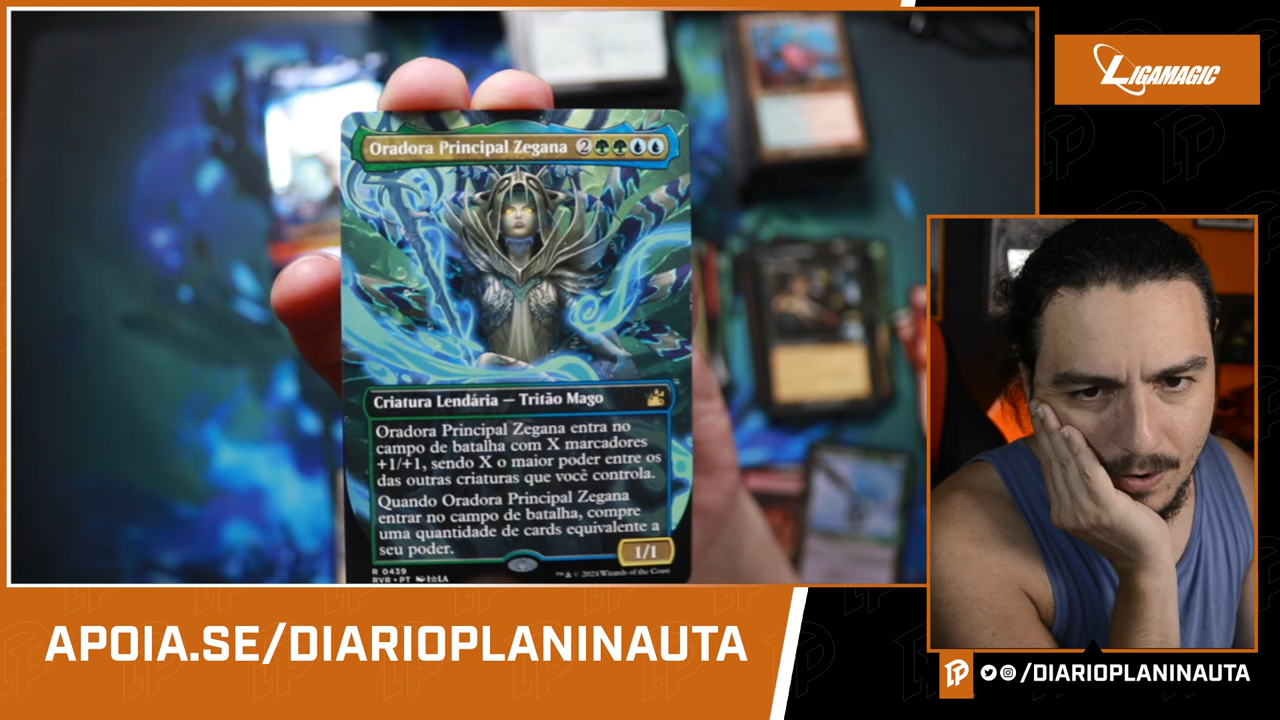 LIGAMAGIC
Oradora Principal Zegana 2
Criatura Lendária — Tritão Mago
Oradora Principal Zegana entra no
campo de batalha com X marcadores
+1/+1, sendo X o maior poder entre os
das outras criaturas que você controla.
Quando Oradora Principal Zegana
entrar no campo de batalha, compre
uma quantidade de cards equivalente a
seu poder.
1/1
R 0439
RVR • PT
™ & © 2024 Wizards of the Coast
APOIA.SE/DIARIOPLANINAUTA
/DIARIOPLANINAUTA